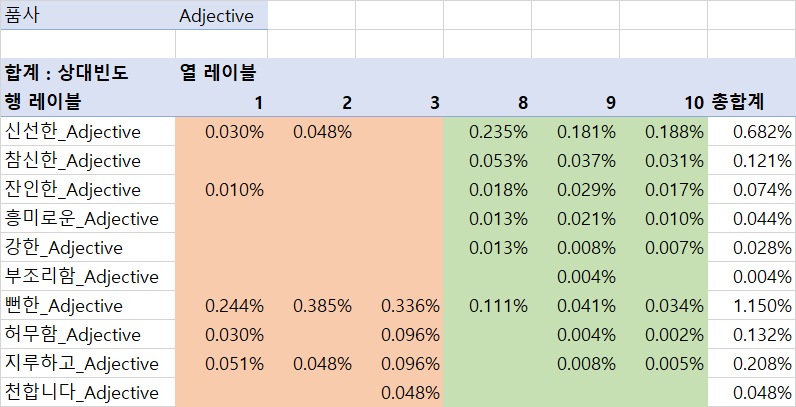 품사 Adjective
합계 : 상대빈도 열 레이블
행 레이블 1 2 3 8 9 10 총합계
신선한_Adjective 0.030% 0.048% 0.235% 0.181% 0.188% 0.682%
참신한_Adjective 0.053% 0.037% 0.031% 0.121%
잔인한_Adjective 0.010% 0.018% 0.029% 0.017% 0.074%
흥미로운_Adjective 0.013% 0.021% 0.010% 0.044%
강한_Adjective 0.013% 0.008% 0.007% 0.028%
부조리함_Adjective 0.004% 0.004%
뻔한_Adjective 0.244% 0.385% 0.336% 0.111% 0.041% 0.034% 1.150%
허무함_Adjective 0.030% 0.096% 0.004% 0.002% 0.132%
지루하고_Adjective 0.051% 0.048% 0.096% 0.008% 0.005% 0.208%
천합니다_Adjective 0.048% 0.048%